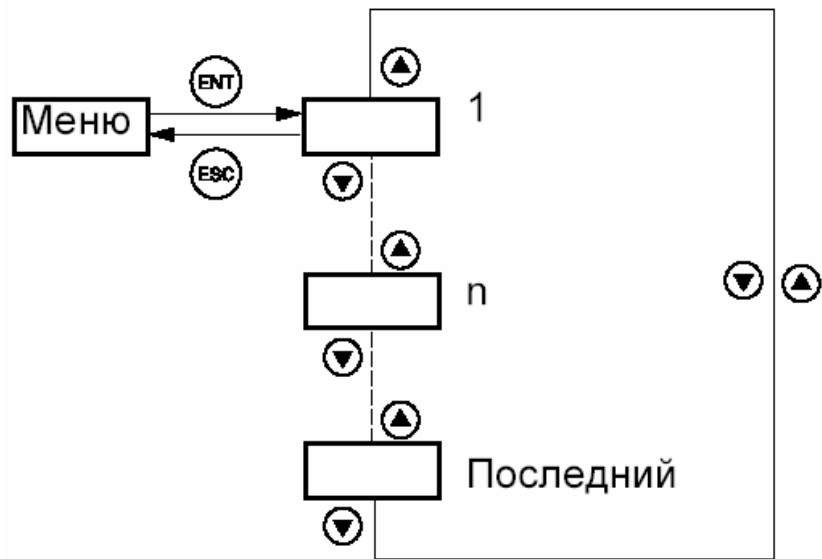 ENT
1
Меню
ESC
n
Последний